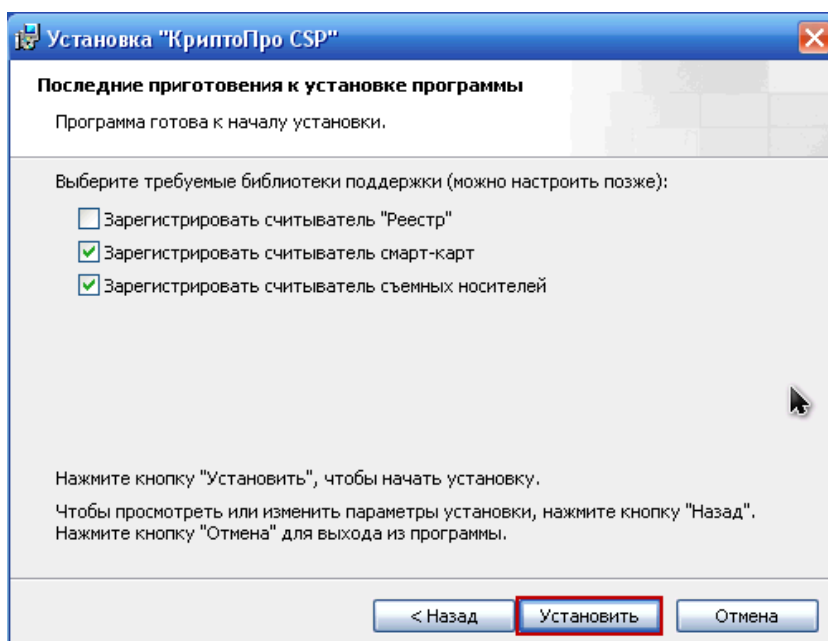 Установка "КриптоПро CSP"
Последние приготовения к установке программы
Программа готова к началу установки.
Выберите требуемые библиотеки поддержки (можно настроить позже):
Зарегистрировать считыватель "Реестр"
Зарегистрировать считыватель смарт-карт
Зарегистрировать считыватель съемных носителей
Нажмите кнопку "Установить", чтобы начать установку.
Чтобы просмотреть или изменить параметры установки, нажмите кнопку "Назад".
Нажмите кнопку "Отмена" для выхода из программы.
< Назад
Установить
Отмена